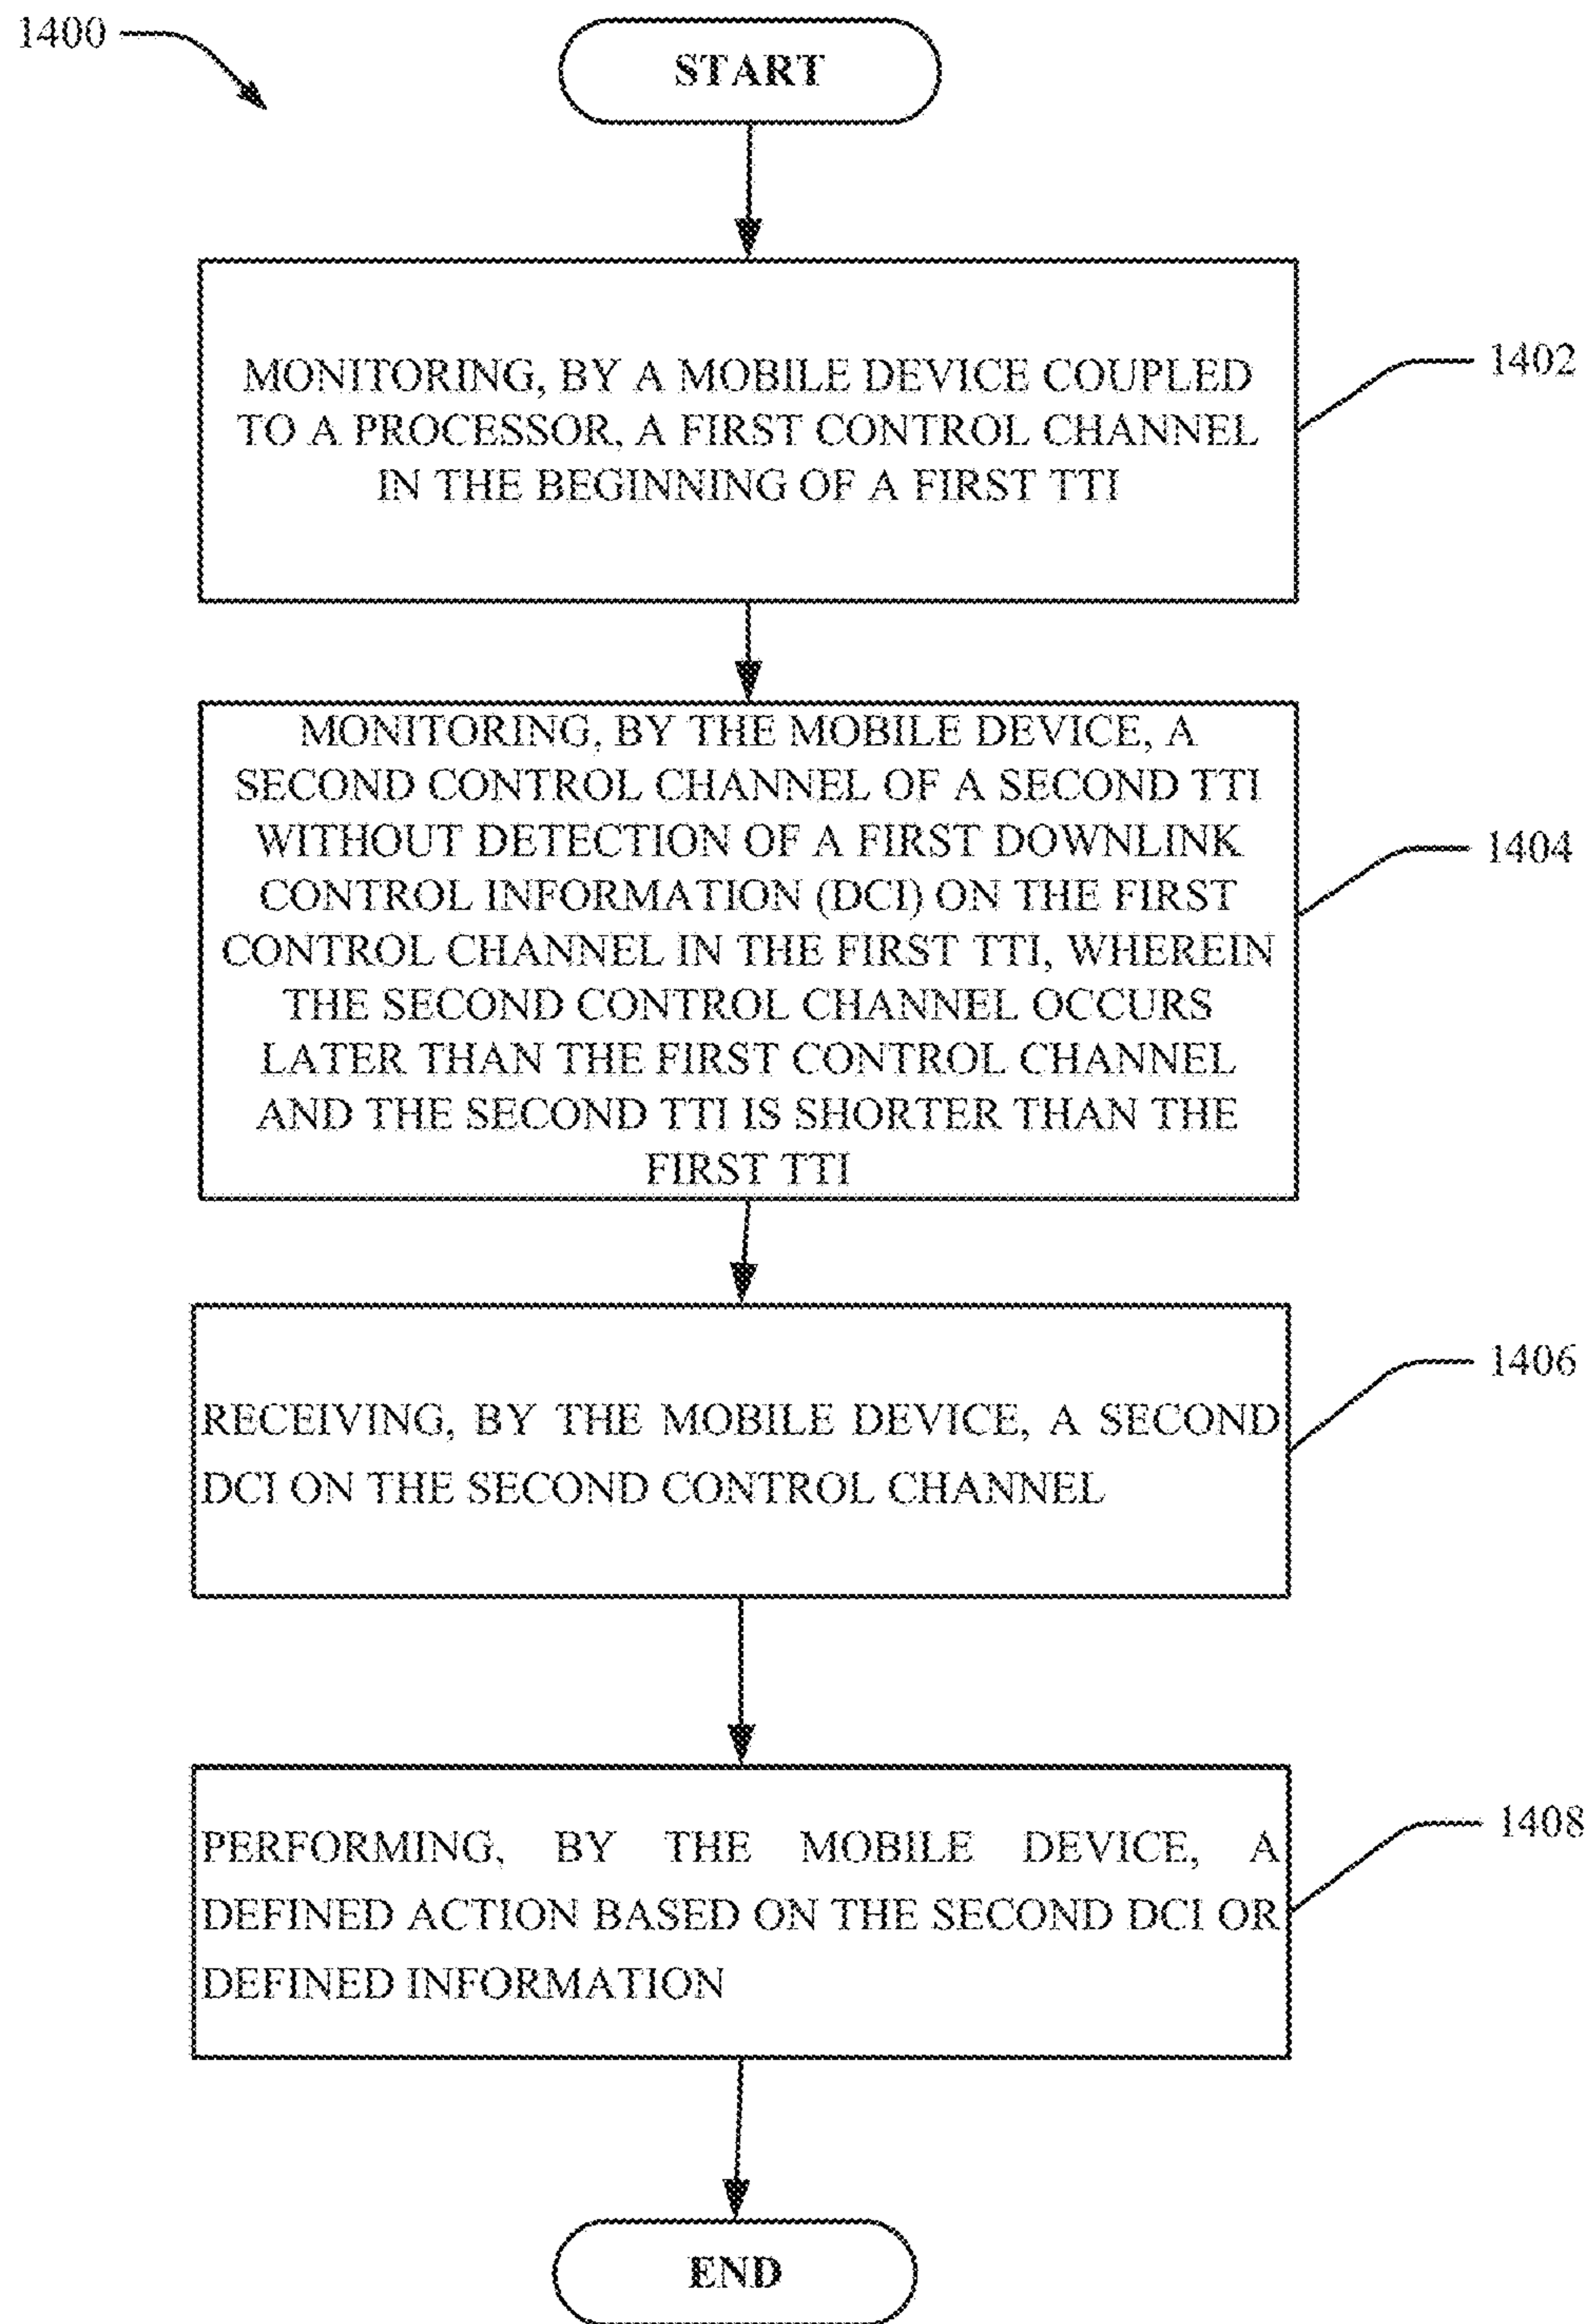 1400
START
MONITORING, BY A MOBILE DEVICE COUPLED
TO A PROCESSOR, A FIRST CONTROL CHANNEL
IN THE BEGINNING OF A FIRST TTI
1402
MONITORING, BY THE MOBILE DEVICE, A
SECOND CONTROL CHANNEL OF A SECOND TTI
WITHOUT DETECTION OF A FIRST DOWNLINK
CONTROL INFORMATION (DCI) ON THE FIRST
CONTROL CHANNEL IN THE FIRST TTI, WHEREIN
THE SECOND CONTROL CHANNEL OCCURS
LATER THAN THE FIRST CONTROL CHANNEL
AND THE SECOND TTI IS SHORTER THAN THE
FIRST TTI
1404
RECEIVING, BY THE MOBILE DEVICE, A SECOND
DCI ON THE SECOND CONTROL CHANNEL
1406
PERFORMING, BY THE MOBILE DEVICE, A
DEFINED ACTION BASED ON THE SECOND DCI OR
DEFINED INFORMATION
1408
END